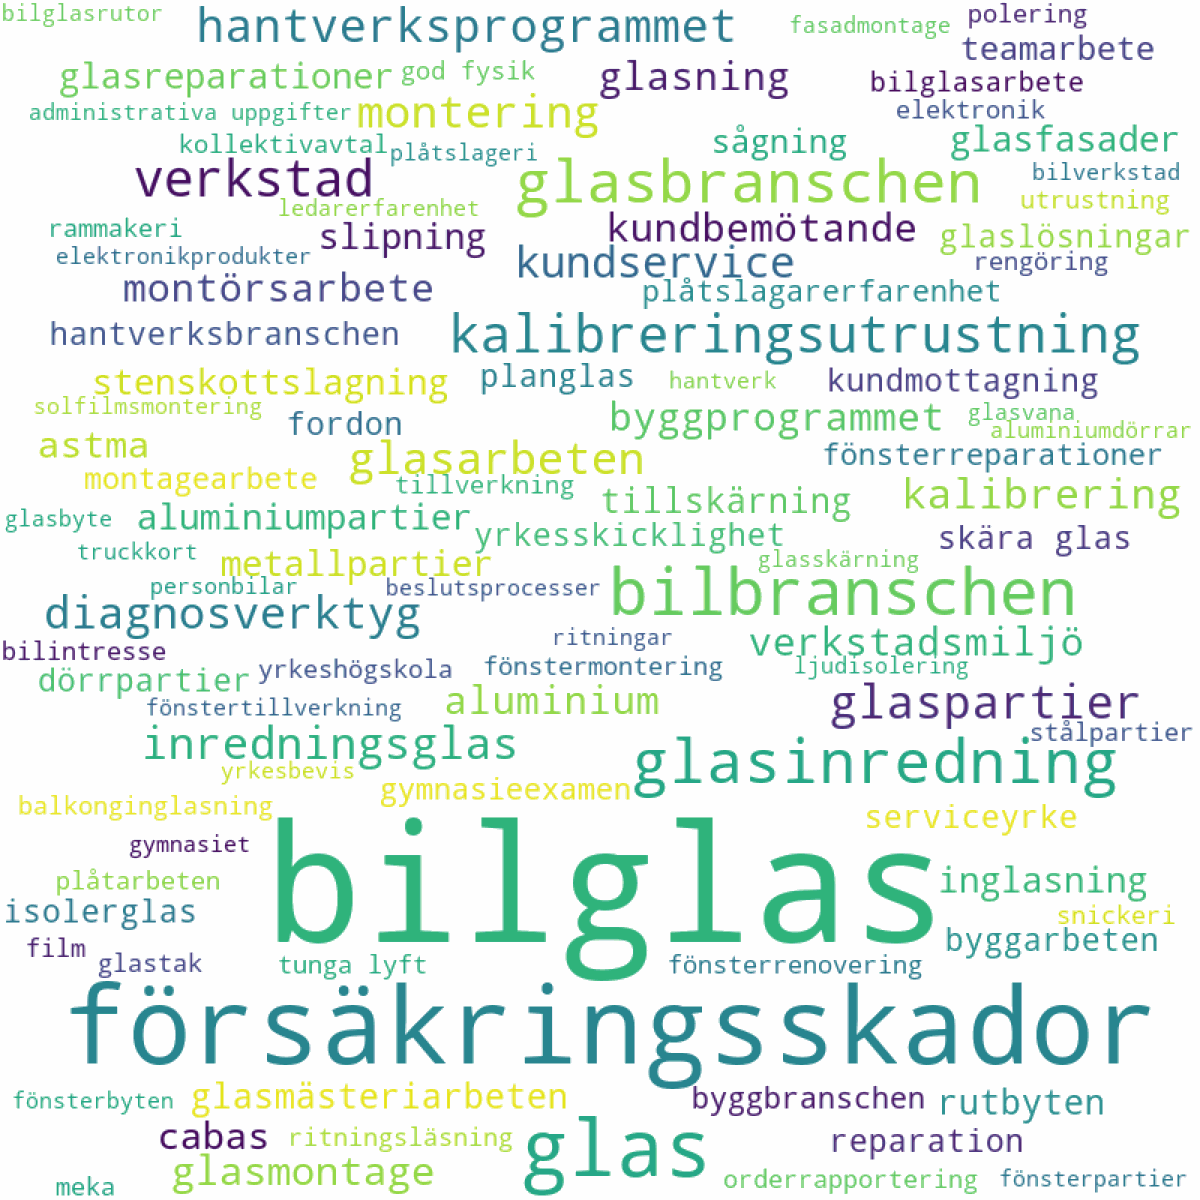 bilglasrutor
hantverksprogrammet
fasadmontage
polering
teamarbete
glasreparationer
god fysik
glasning
bilglasarbete
administrativa uppgifter
montering
elektronik
kollektivavtal
plåtslageri
sågning
glasfasader
verkstad
glasbranschen
bilverkstad
utrustning
ledarerfarenhet
rammakeri
slipning
kundbemötande
glaslösningar
elektronikprodukter
kundservice
rengöring
montörsarbete
plåtslagarerfarenhet
hantverksbranschen
kalibreringsutrustning
stenskottslagning
planglas
hantverk
kundmottagning
solfilmsmontering
fordon
byggprogrammet
glasvana
aluminiumdörrar
astma
glasarbeten
fönsterreparationer
montagearbete
tillverkning
tillskärning
kalibrering
glasbyte
aluminiumpartier
yrkesskicklighet
skära glas
truckkort
metallpartier
glasskärning
personbilar
beslutsprocesser
bilbranschen
diagnosverktyg
ritningar
verkstadsmiljö
bilintresse
yrkeshögskola
fönstermontering
ljudisolering
dörrpartier
fönstertillverkning
aluminium
glaspartier
stålpartier
inredningsglas
glasinredning
yrkesbevis
gymnasieexamen
balkonginglasning
serviceyrke
gymnasiet
bilglas
plåtarbeten
inglasning
isolerglas
snickeri
film
byggarbeten
glastak
tunga lyft
fönsterrenovering
försäkringsskador
fönsterbyten
glasmästeriarbeten
byggbranschen
rutbyten
cabas
ritningsläsning
glas
reparation
glasmontage
orderrapportering
fönsterpartier
meka